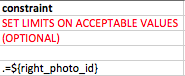 constraint
SET LIMITS ON ACCEPTABLE VALUES
(OPTIONAL)
.=${right_photo_id}